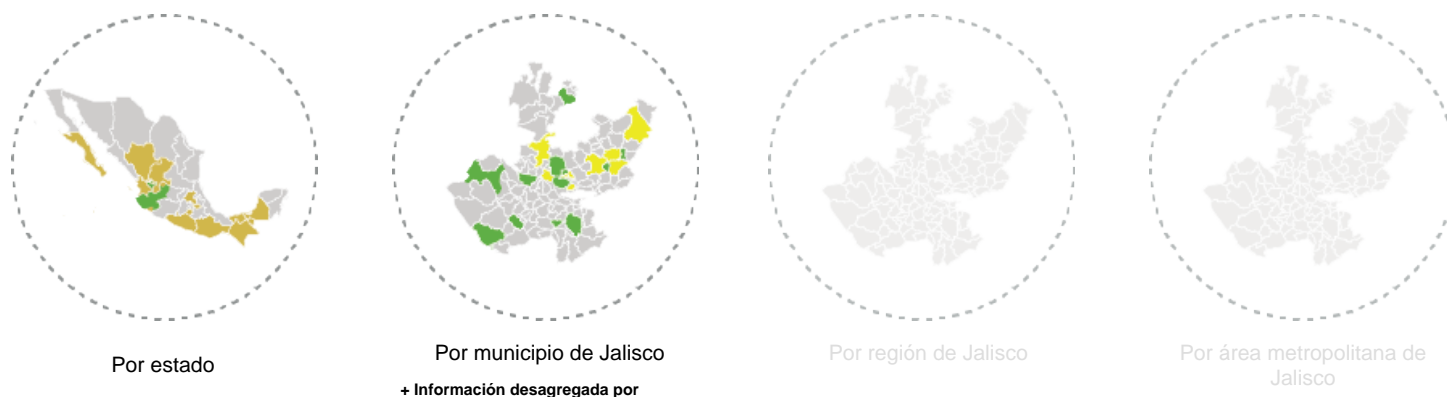 Por estado
Por municipio de Jalisco
+ Información desagregada por
Por región de Jalisco
Por área metropolitana de
Jalisco